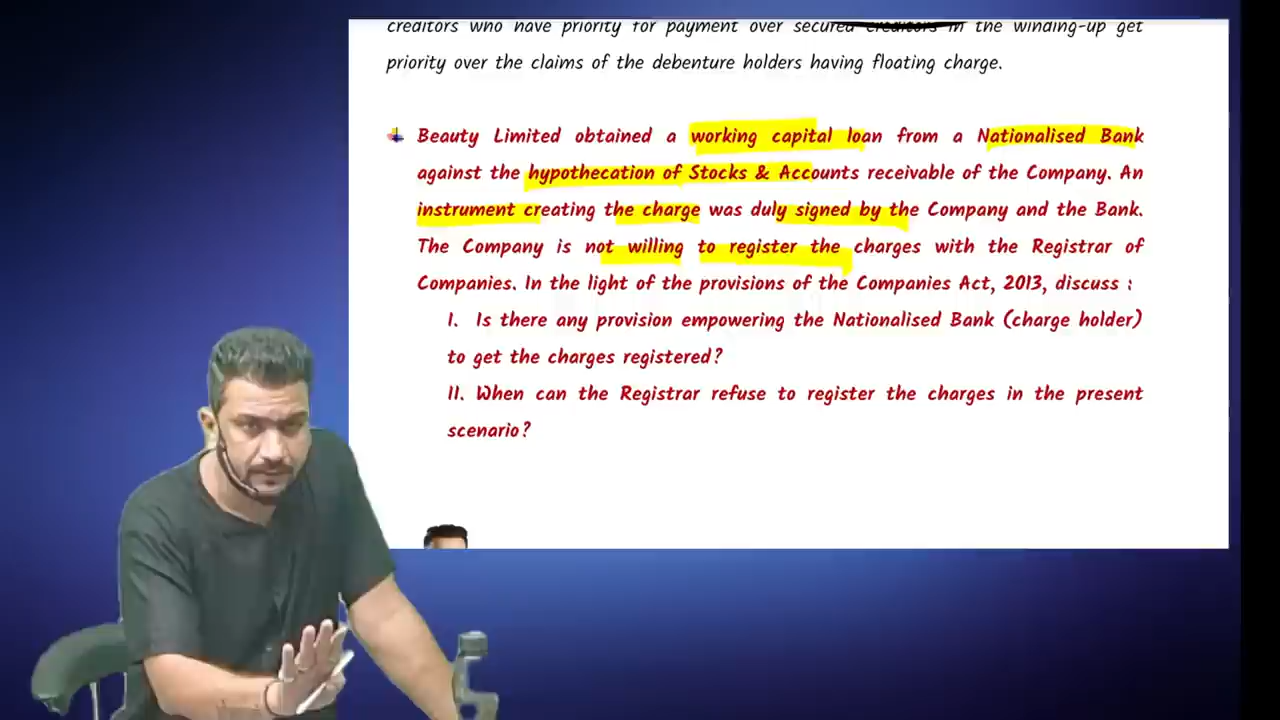 creditors who have priority for payment over secured creditors in the winding-up get
priority over the claims of the debenture holders having floating charge.
Beauty Limited obtained a working capital loan from a Nationalised Bank
against the hypothecation of Stocks & Accounts receivable of the Company. An
instrument creating the charge was duly signed by the Company and the Bank.
The Company is not willing to register the charges with the Registrar of
Companies. In the light of the provisions of the Companies Act, 2013, discuss :
I. Is there any provision empowering the Nationalised Bank (charge holder)
to get the charges registered?
II. When can the Registrar refuse to register the charges in the present
scenario?